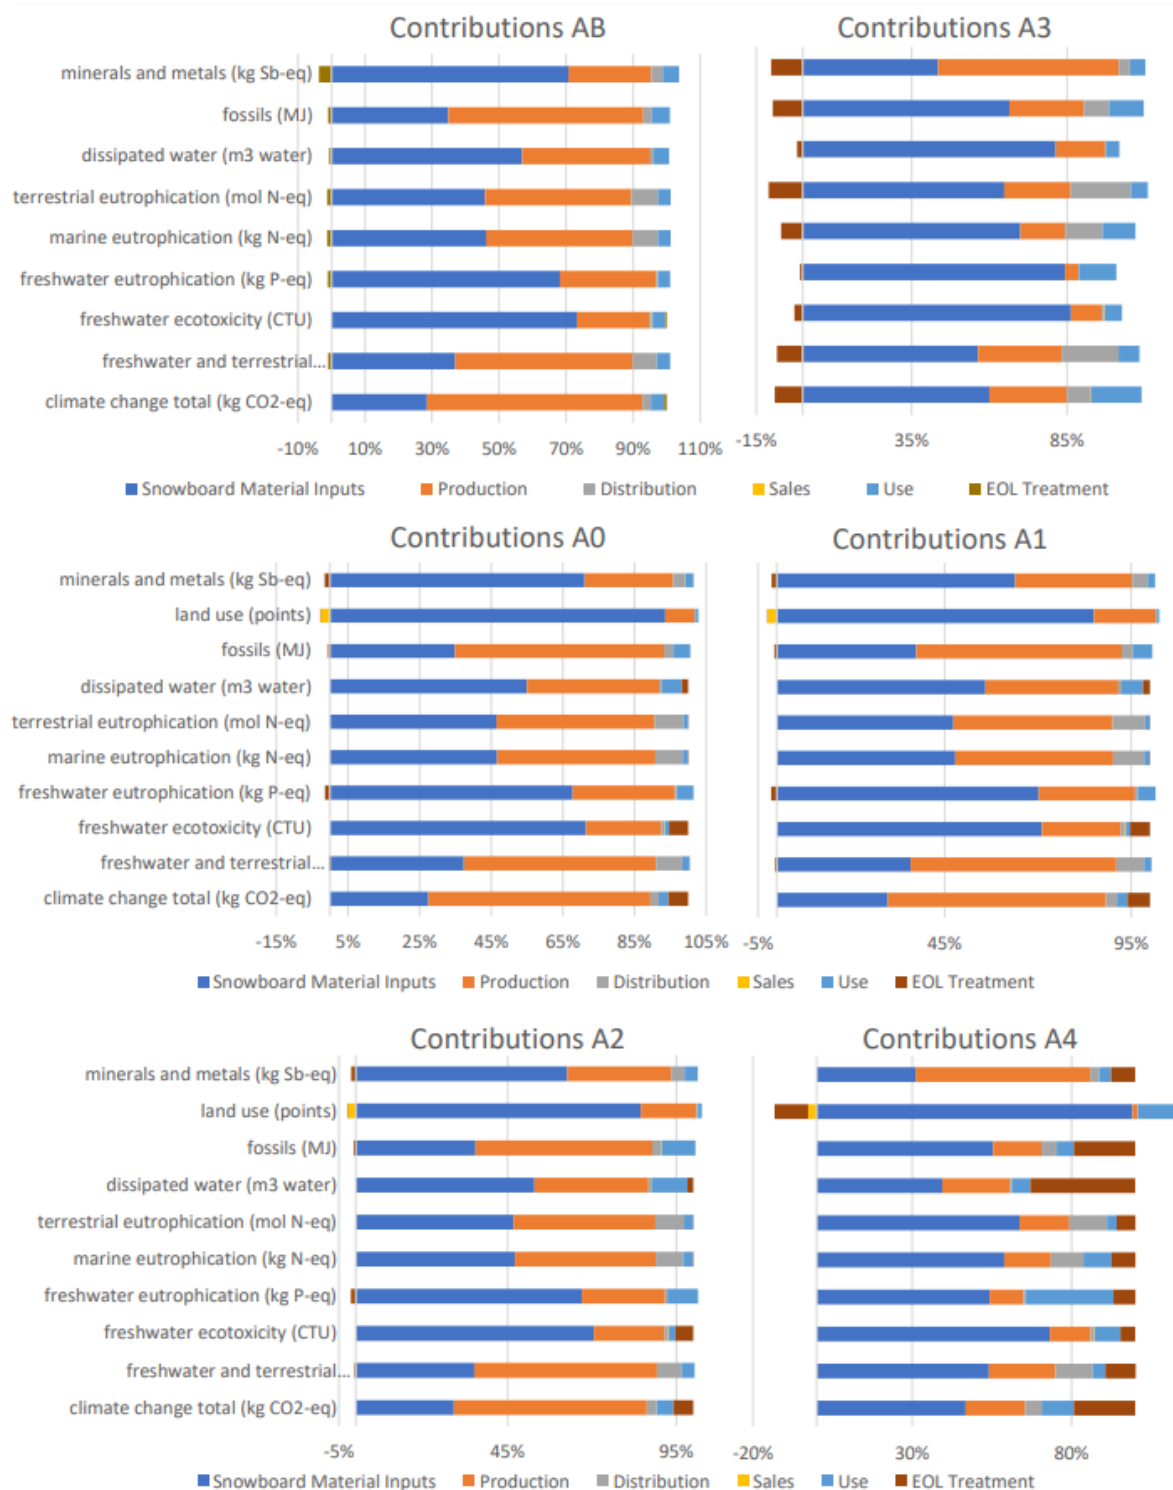 Contributions AB
Contributions A3
minerals and metals (kg Sb-eq)
fossils (MJ)
dissipated water (m3 water)
terrestrial eutrophication (mol N-eq)
marine eutrophication (kg N-eq)
freshwater eutrophication (kg P-eq)
freshwater ecotoxicity (CTU)
freshwater and terrestrial...
climate change total (kg CO2-eq)
-10% 10% 30% 50% 70% 90% 110%
-15% 35% 85%
Snowboard Material Inputs Production Distribution Sales Use EOL Treatment
Contributions A0
Contributions A1
minerals and metals (kg Sb-eq)
land use (points)
fossils (MJ)
dissipated water (m3 water)
terrestrial eutrophication (mol N-eq)
marine eutrophication (kg N-eq)
freshwater eutrophication (kg P-eq)
freshwater ecotoxicity (CTU)
freshwater and terrestrial...
climate change total (kg CO2-eq)
-15% 5% 25% 45% 65% 85% 105%
-5% 45% 95%
Snowboard Material Inputs Production Distribution Sales Use EOL Treatment
Contributions A2
Contributions A4
minerals and metals (kg Sb-eq)
land use (points)
fossils (MJ)
dissipated water (m3 water)
terrestrial eutrophication (mol N-eq)
marine eutrophication (kg N-eq)
freshwater eutrophication (kg P-eq)
freshwater ecotoxicity (CTU)
freshwater and terrestrial...
climate change total (kg CO2-eq)
-5% 45% 95%
-20% 30% 80%
Snowboard Material Inputs Production Distribution Sales Use EOL Treatment